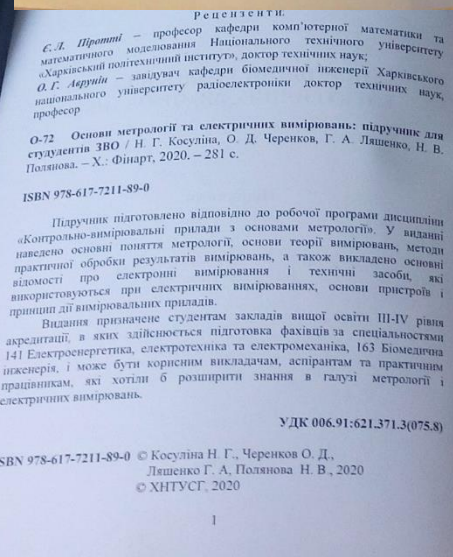 Рецензенти:
Є. Л. Піротті – професор кафедри комп’ютерної математики та
математичного моделювання Національного технічного університету
«Харківський політехнічний інститут», доктор технічних наук;
О. Г. Аврунін – завідувач кафедри біомедичної інженерії Харківського
національного університету радіоелектроніки доктор технічних наук,
професор
О-72 Основи метрології та електричних вимірювань: підручник для
студудентів ЗВО / Н. Г. Косуліна, О. Д. Черенков, Г. А. Ляшенко, Н. В.
Полянова. – Х.: Фінарт, 2020. – 281 с.
ISBN 978-617-7211-89-0
Підручник підготовлено відповідно до робочої програми дисципліни
«Контрольно-вимірювальні прилади з основами метрології». У виданні
наведено основні поняття метрології, основи теорії вимірювань, методи
практичної обробки результатів вимірювань, а також викладено основні
відомості про електронні вимірювання і технічні засоби, які
використовуються при електричних вимірюваннях, основи пристроїв і
принцип дії вимірювальних приладів.
Видання призначене студентам закладів вищої освіти III-IV рівня
акредитації, в яких здійснюється підготовка фахівців за спеціальностями
141 Електроенергетика, електротехніка та електромеханіка, 163 Біомедична
інженерія, і може бути корисним викладачам, аспірантам та практичним
працівникам, які хотіли б розширити знання в галузі метрології і
електричних вимірювань.
УДК 006.91:621.371.3(075.8)
ISBN 978-617-7211-89-0 © Косуліна Н. Г., Черенков О. Д.,
Ляшенко Г. А, Полянова Н. В., 2020
© ХНТУСГ, 2020
1